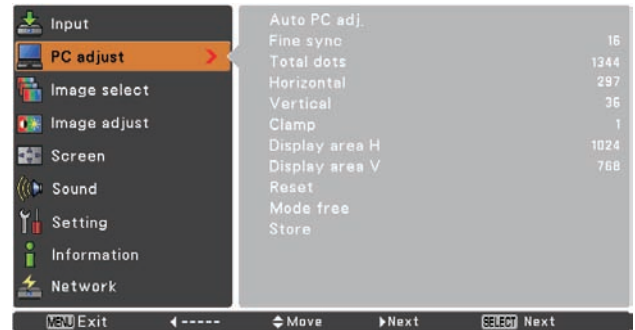 Input
PC adjust
Image select
Image adjust
Screen
Sound
Setting
Information
Network
Auto PC adj.
Fine sync 16
Total dots 1344
Horizontal 297
Vertical 36
Clamp 1
Display area H 1024
Display area V 768
Reset
Mode free
Store
MENU Exit ----- Move Next SELECT Next